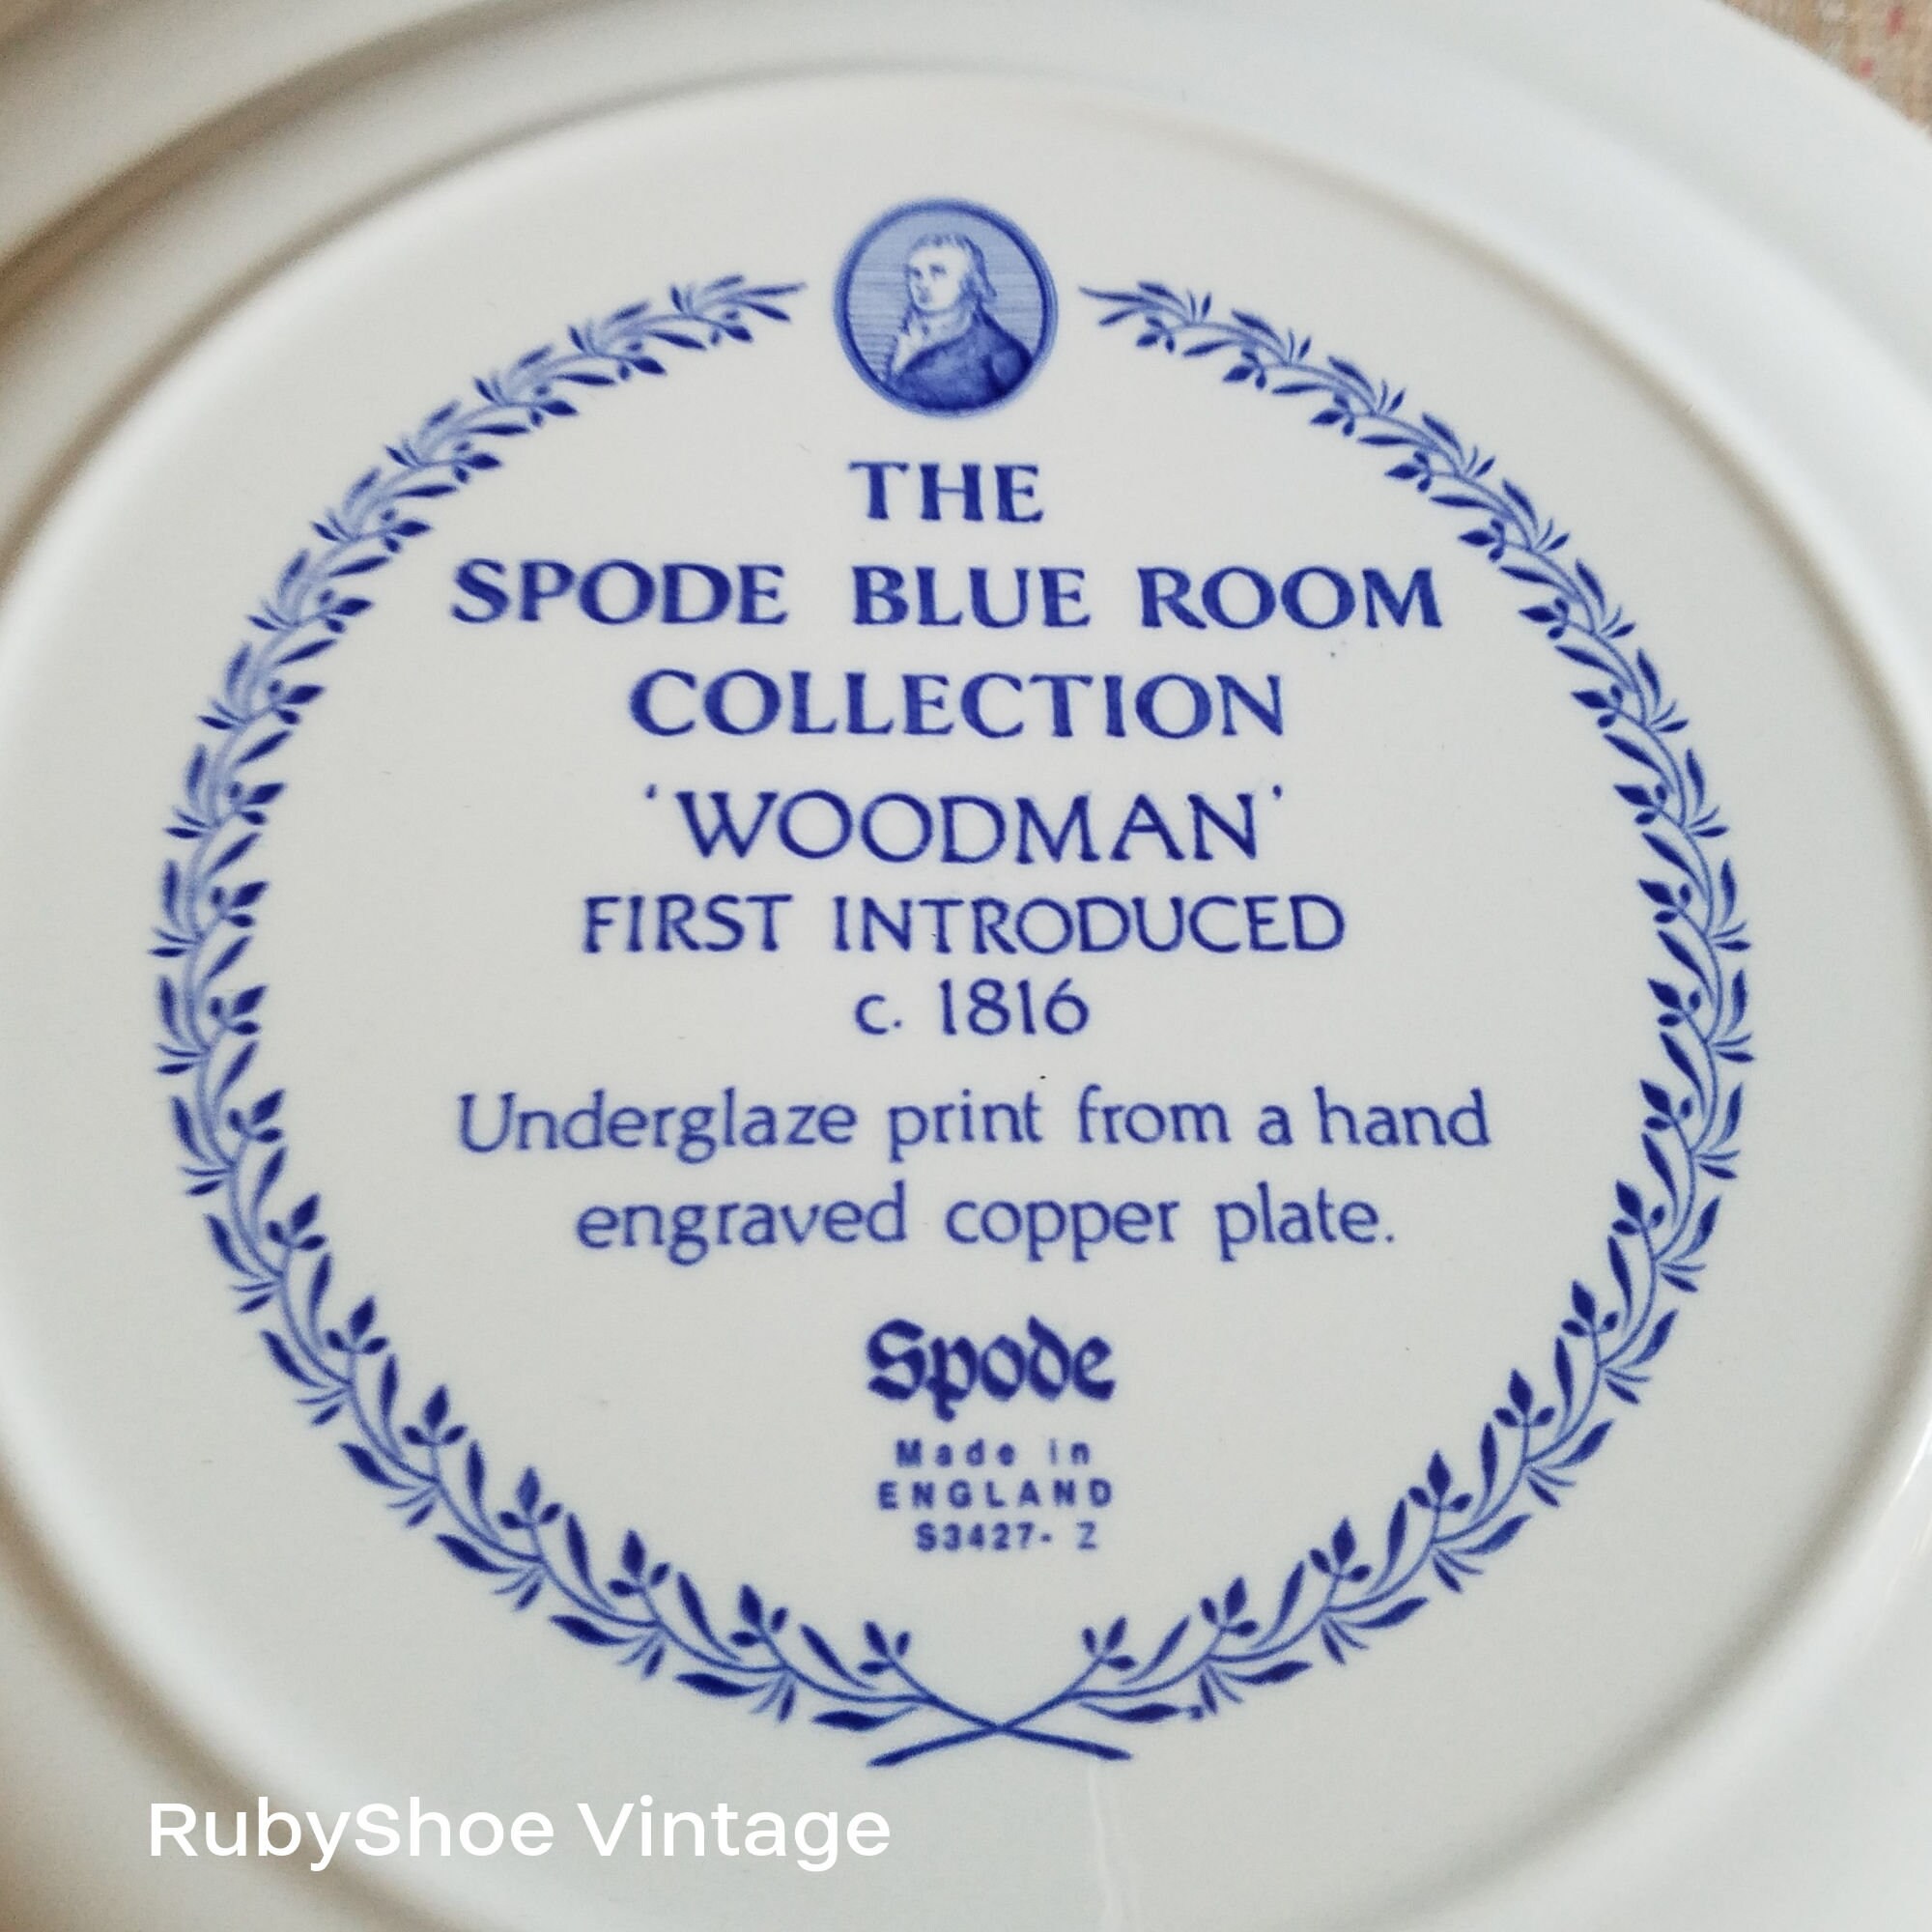 THE
SPODE BLUE ROOM
COLLECTION
‘WOODMAN’
FIRST INTRODUCED
c. 1816
Underglaze print from a hand
engraved copper plate.
Spode
Made in
ENGLAND
S3427- Z
RubyShoe Vintage